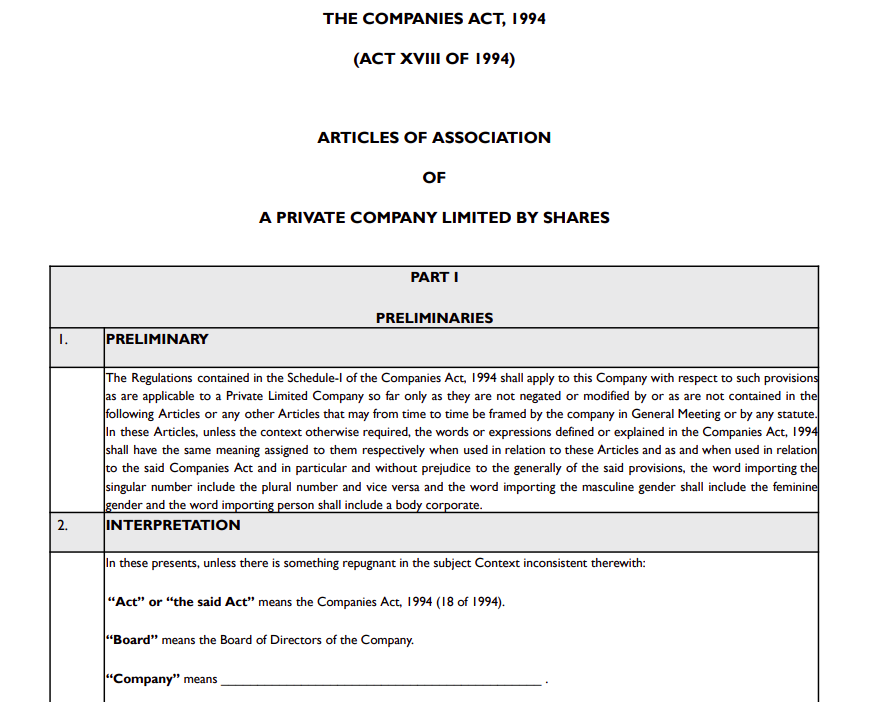 THE COMPANIES ACT, 1994
(ACT XVIII OF 1994)
ARTICLES OF ASSOCIATION
OF
A PRIVATE COMPANY LIMITED BY SHARES
PART I
PRELIMINARIES
1. PRELIMINARY
The Regulations contained in the Schedule-I of the Companies Act, 1994 shall apply to this Company with respect to such provisions
as are applicable to a Private Limited Company so far only as they are not negated or modified by or as are not contained in the
following Articles or any other Articles that may from time to time be framed by the company in General Meeting or by any statute.
In these Articles, unless the context otherwise required, the words or expressions defined or explained in the Companies Act, 1994
shall have the same meaning assigned to them respectively when used in relation to these Articles and as and when used in relation
to the said Companies Act and in particular and without prejudice to the generally of the said provisions, the word importing the
singular number include the plural number and vice versa and the word importing the masculine gender shall include the feminine
gender and the word importing person shall include a body corporate.
2. INTERPRETATION
In these presents, unless there is something repugnant in the subject Context inconsistent therewith:
“Act” or “the said Act” means the Companies Act, 1994 (18 of 1994).
“Board” means the Board of Directors of the Company.
“Company” means ______________________________________________ .